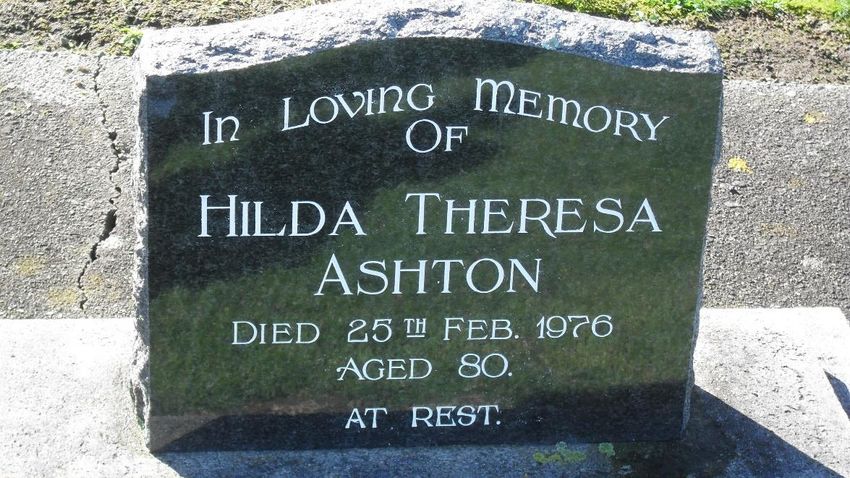 In LOVING MEMORY
OF
HILDA THERESA
ASHTON
DIED 25TH FEB. 1976
AGED 80.
AT REST.